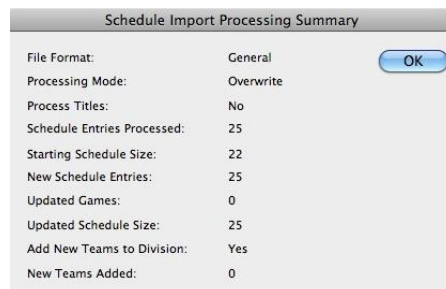 Schedule Import Processing Summary
File Format: General
OK
Processing Mode: Overwrite
Process Titles: No
Schedule Entries Processed: 25
Starting Schedule Size: 22
New Schedule Entries: 25
Updated Games: 0
Updated Schedule Size: 25
Add New Teams to Division: Yes
New Teams Added: 0